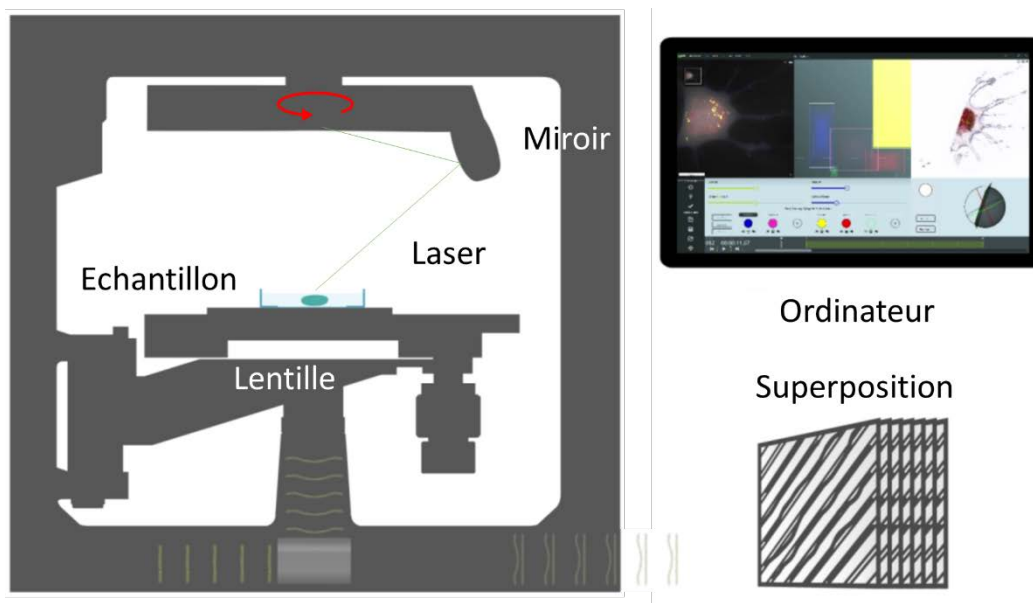 Miroir
Laser
Echantillon
Lentille
Ordinateur
Superposition